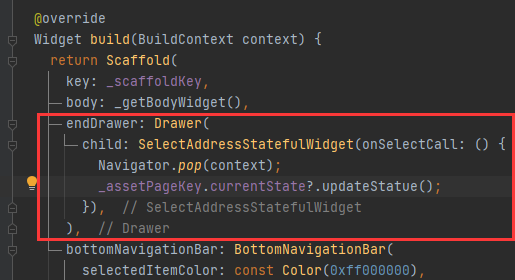 @override
Widget build(BuildContext context) {
return Scaffold(
key: _scaffoldKey,
body: _getBodyWidget(),
endDrawer: Drawer(
child: SelectAddressStatefulWidget(onSelectCall: () {
Navigator.pop(context);
_assetPageKey.currentState?.updateStatue();
}), // SelectAddressStatefulWidget
), // Drawer
bottomNavigationBar: BottomNavigationBar(
selectedItemColor: const Color(0xff000000),